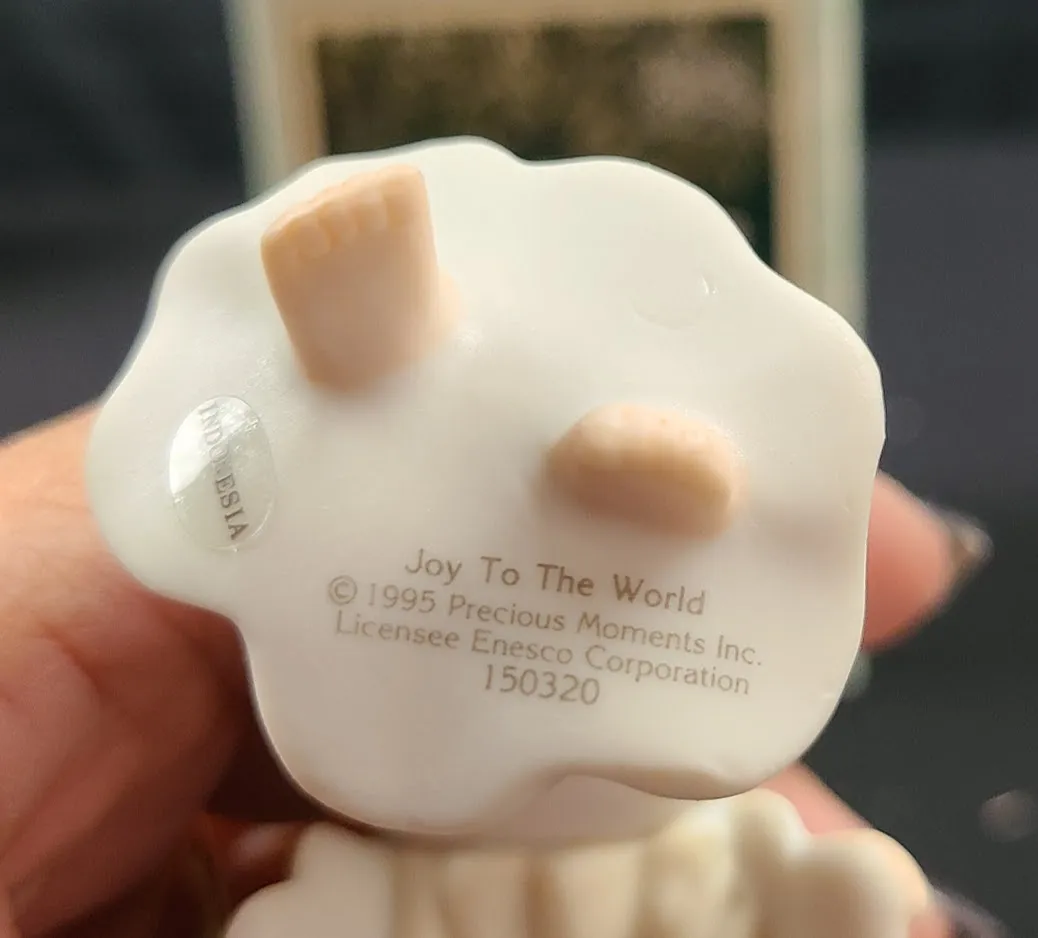 INDONESIA
Joy To The World
© 1995 Precious Moments Inc.
Licensee Enesco Corporation
150320